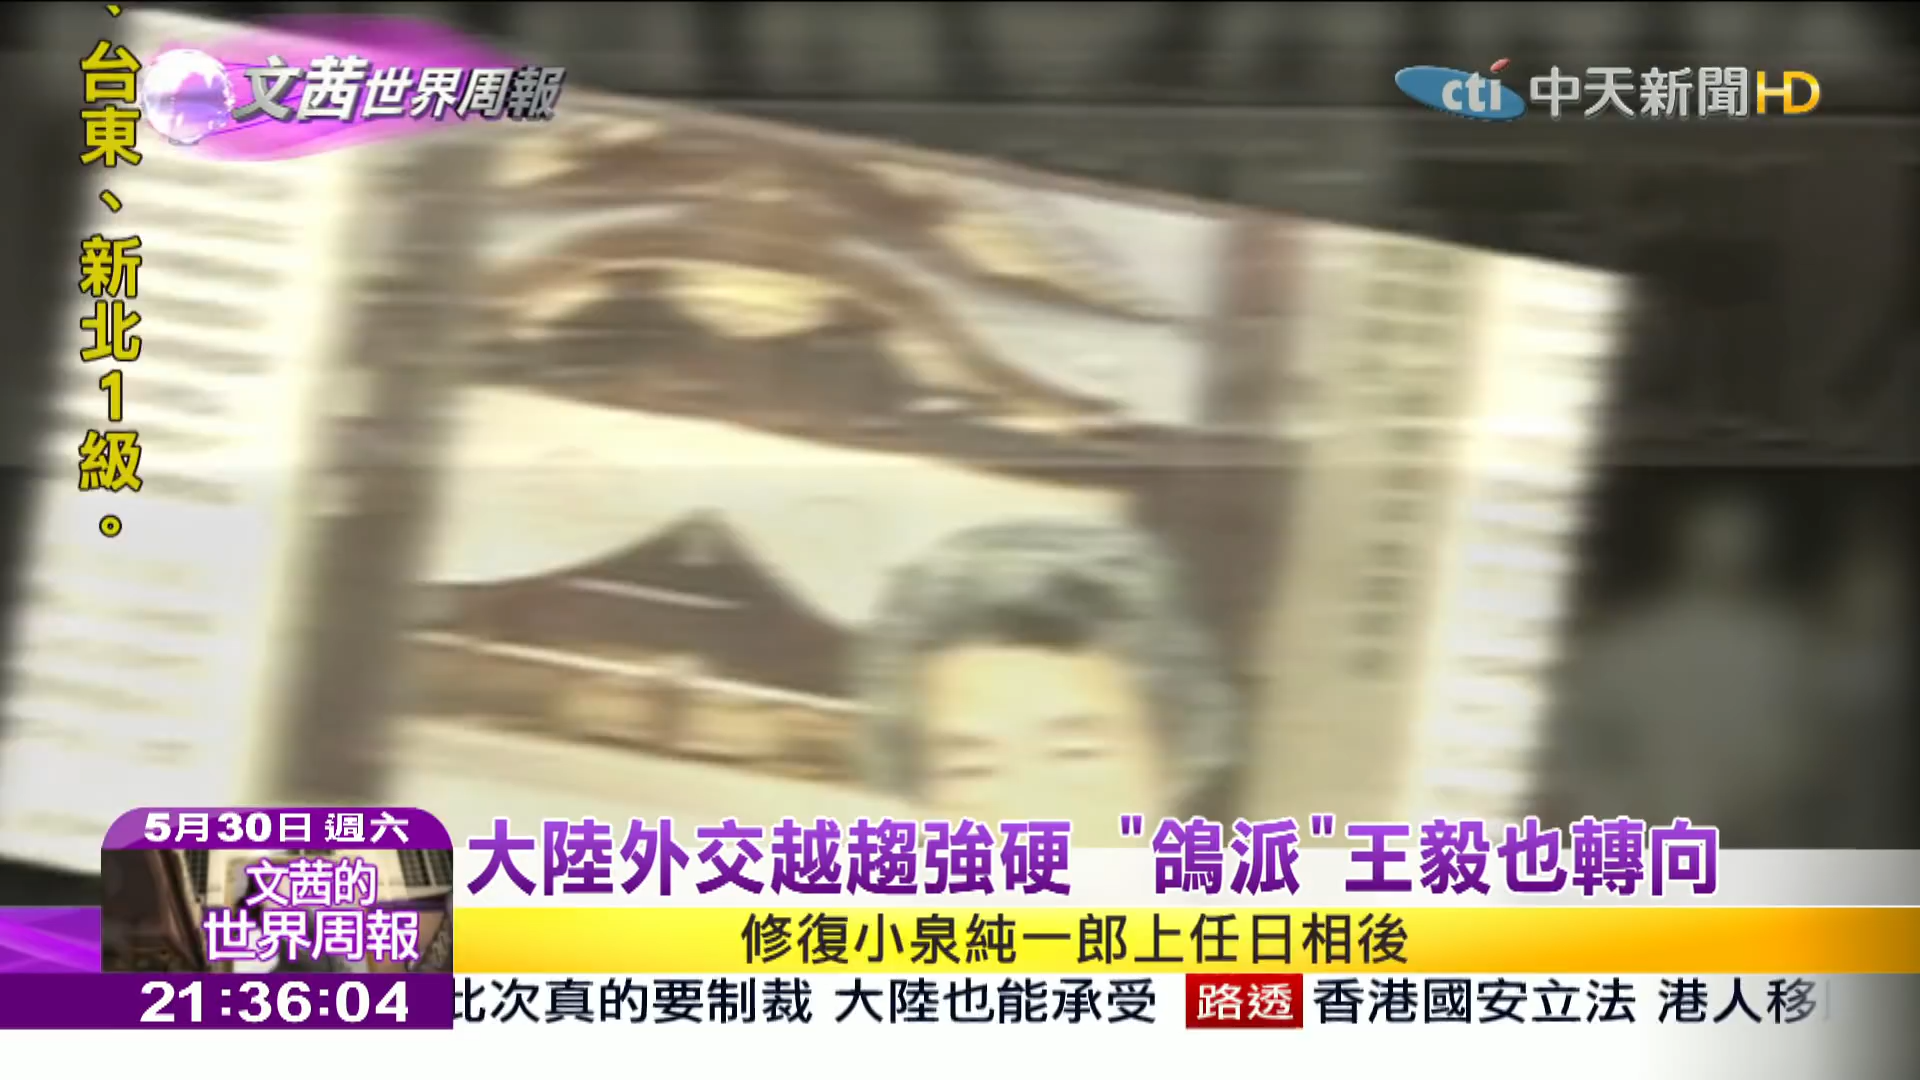 、台東、新北1級。
文茜世界周報
cti 中天新聞HD
5月30日 週六
文茜的
世界周報
大陸外交越趨強硬 "鴿派"王毅也轉向
修復小泉純一郎上任日相後
21:36:04
此次真的要制裁 大陸也能承受 路透 香港國安立法 港人移